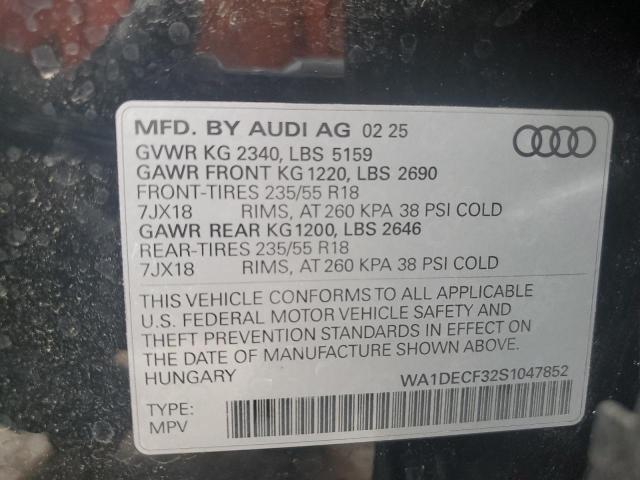 MFD. BY AUDI AG 02 25
GVWR KG 2340, LBS 5159
GAWR FRONT KG 1220, LBS 2690
FRONT-TIRES 235/55 R18
7JX18 RIMS, AT 260 KPA 38 PSI COLD
GAWR REAR KG 1200, LBS 2646
REAR-TIRES 235/55 R18
7JX18 RIMS, AT 260 KPA 38 PSI COLD
THIS VEHICLE CONFORMS TO ALL APPLICABLE
U.S. FEDERAL MOTOR VEHICLE SAFETY AND
THEFT PREVENTION STANDARDS IN EFFECT ON
THE DATE OF MANUFACTURE SHOWN ABOVE.
HUNGARY WA1DECF32S1047852
TYPE:
MPV